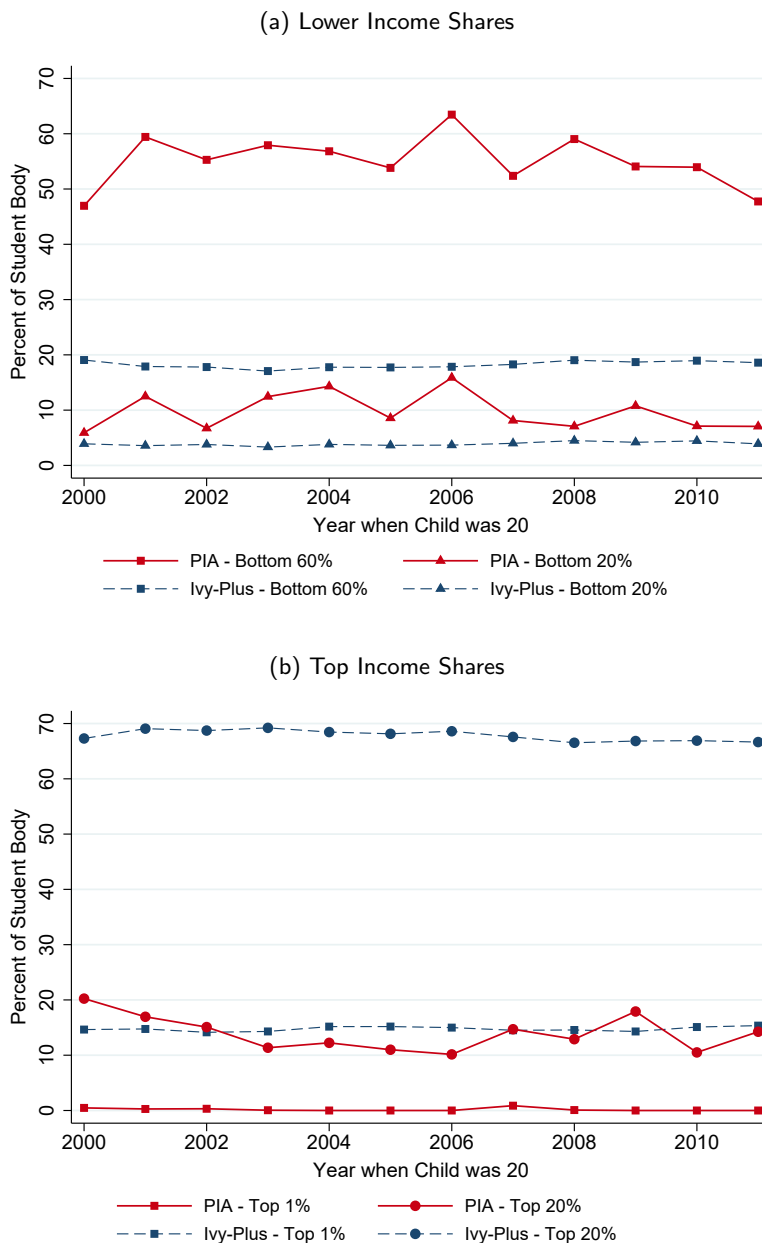 (a) Lower Income Shares
70
60
50
40
30
20
10
0
Percent of Student Body
2000 2002 2004 2006 2008 2010
Year when Child was 20
PIA - Bottom 60% PIA - Bottom 20%
Ivy-Plus - Bottom 60% Ivy-Plus - Bottom 20%
(b) Top Income Shares
70
60
50
40
30
20
10
0
Percent of Student Body
2000 2002 2004 2006 2008 2010
Year when Child was 20
PIA - Top 1% PIA - Top 20%
Ivy-Plus - Top 1% Ivy-Plus - Top 20%